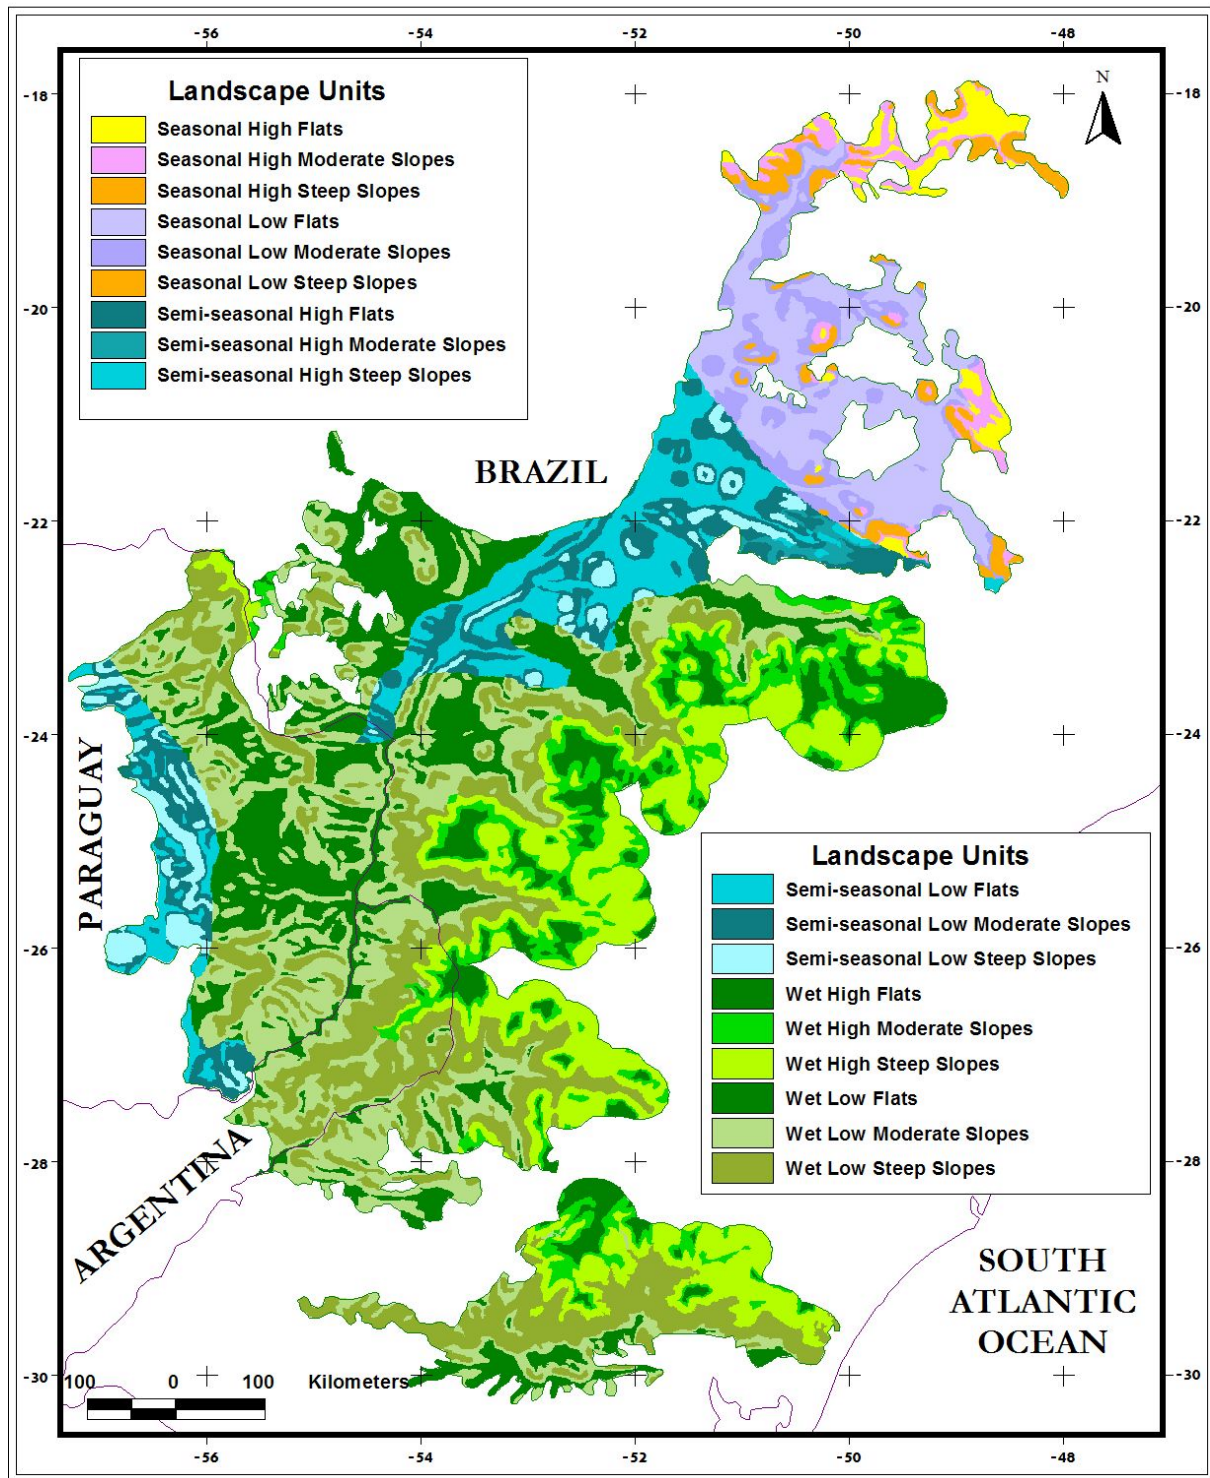 -56 -54 -52 -50 -48
Landscape Units
Seasonal High Flats
Seasonal High Moderate Slopes
Seasonal High Steep Slopes
Seasonal Low Flats
Seasonal Low Moderate Slopes
Seasonal Low Steep Slopes
Semi-seasonal High Flats
Semi-seasonal High Moderate Slopes
Semi-seasonal High Steep Slopes
N
-18 -18
-20 -20
BRAZIL
-22 -22
-24 -24
PARAGUAY
Landscape Units
Semi-seasonal Low Flats
Semi-seasonal Low Moderate Slopes
Semi-seasonal Low Steep Slopes
Wet High Flats
Wet High Moderate Slopes
Wet High Steep Slopes
Wet Low Flats
Wet Low Moderate Slopes
Wet Low Steep Slopes
-26 -26
-28 -28
ARGENTINA
SOUTH
ATLANTIC
OCEAN
-30 -30
100 0 100 Kilometers
-56 -54 -52 -50 -48